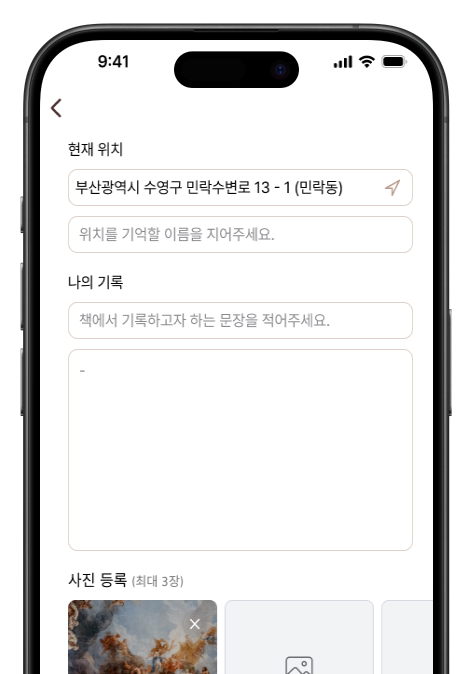 9:41
현재 위치
부산광역시 수영구 민락수변로 13 - 1 (민락동)
위치를 기억할 이름을 지어주세요.
나의 기록
책에서 기록하고자 하는 문장을 적어주세요.
-
사진 등록 (최대 3장)